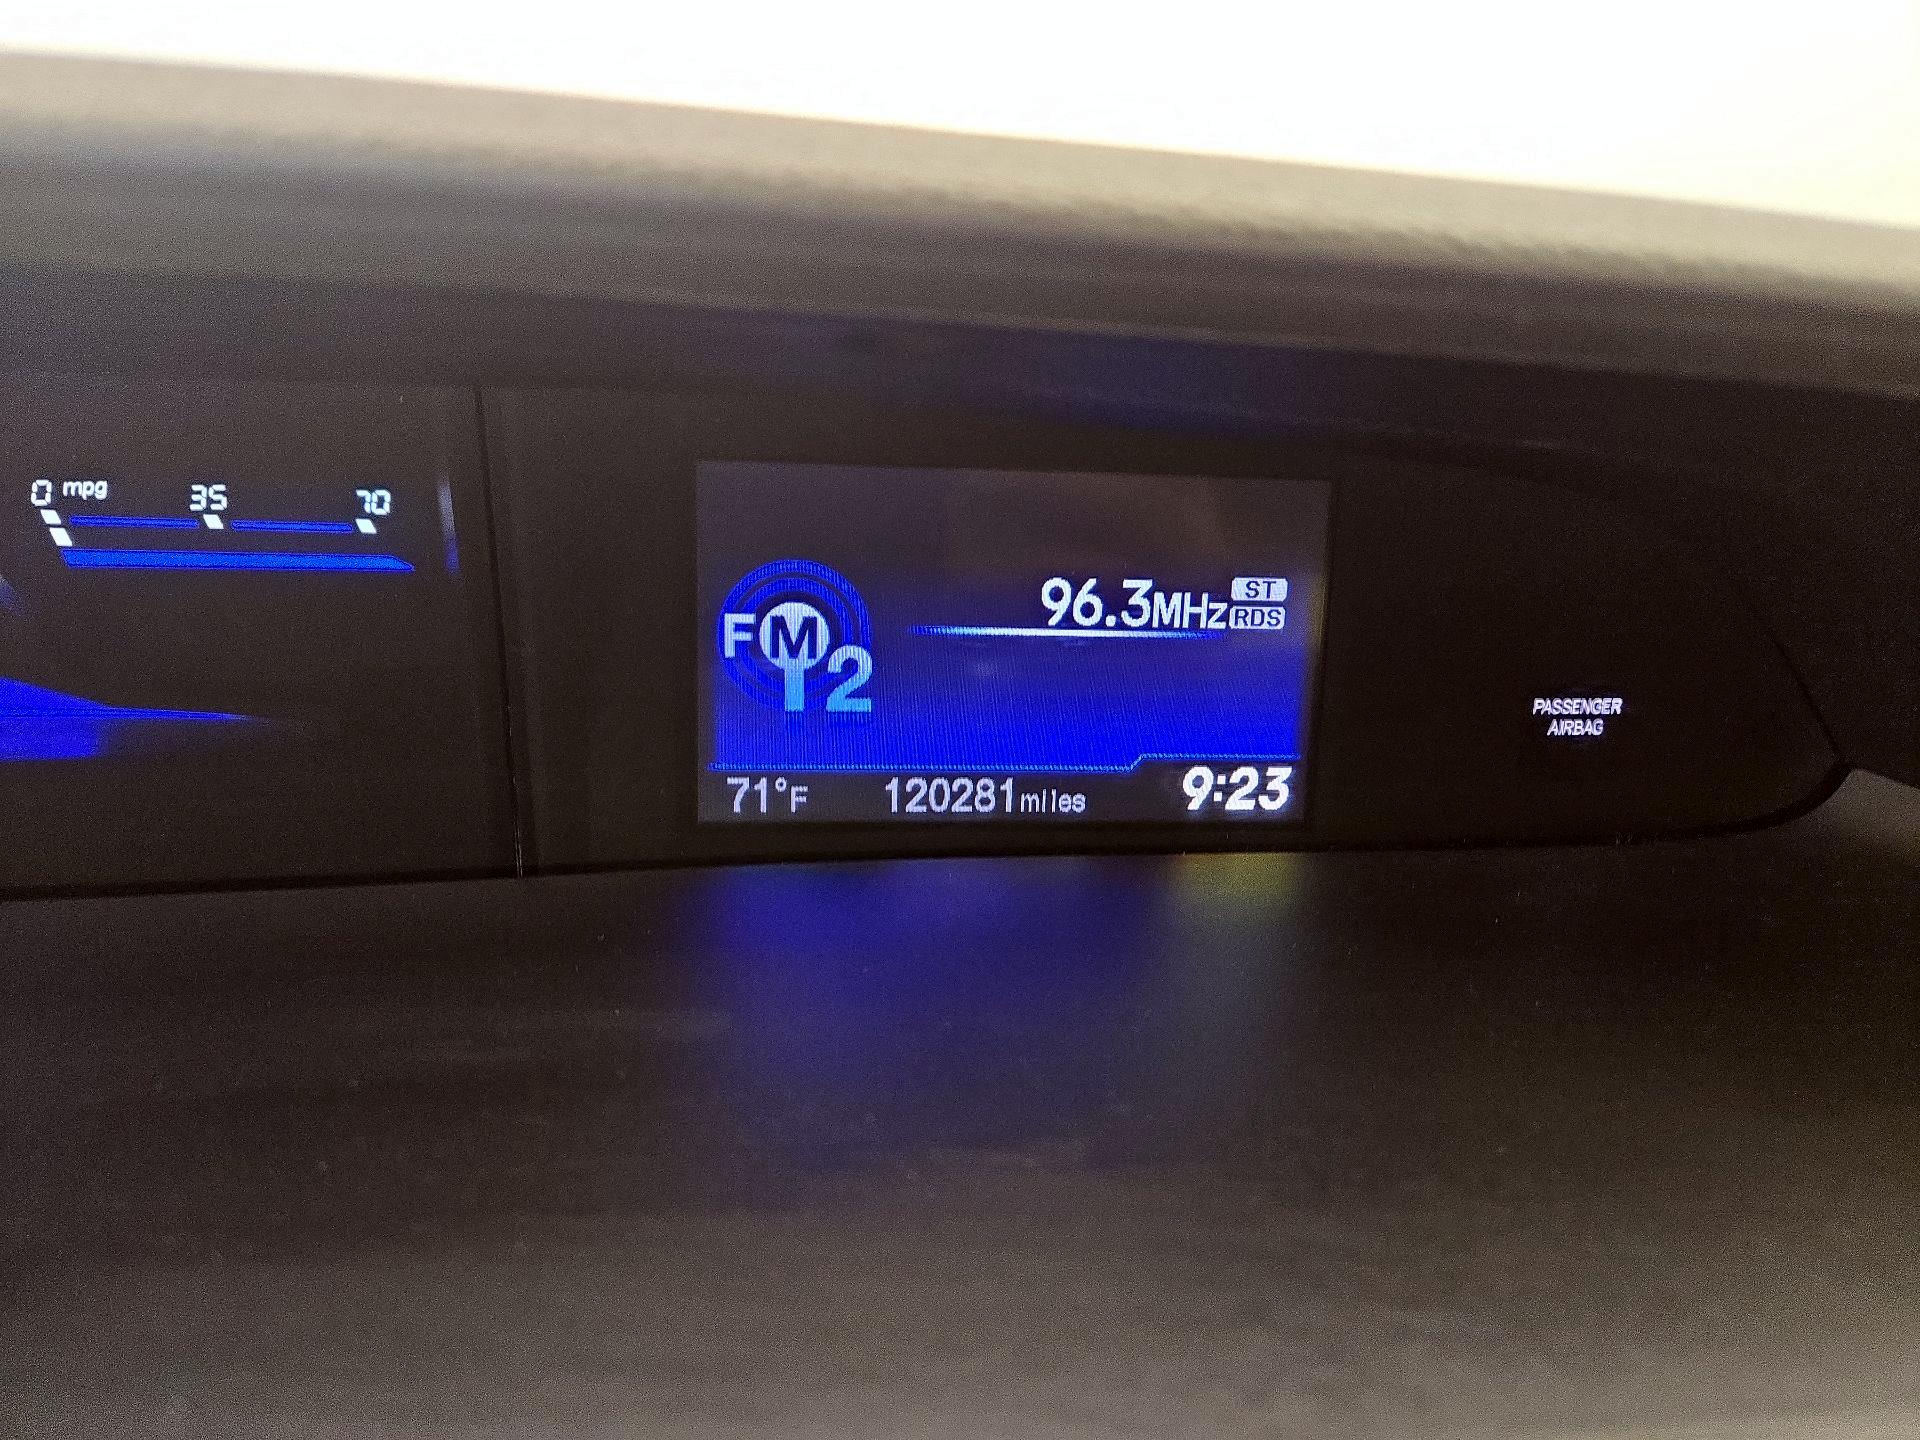 0 mpg 35 70
96.3MHz ST
RDS
FM
2
71°F 120281miles 9:23
PASSENGER
AIRBAG